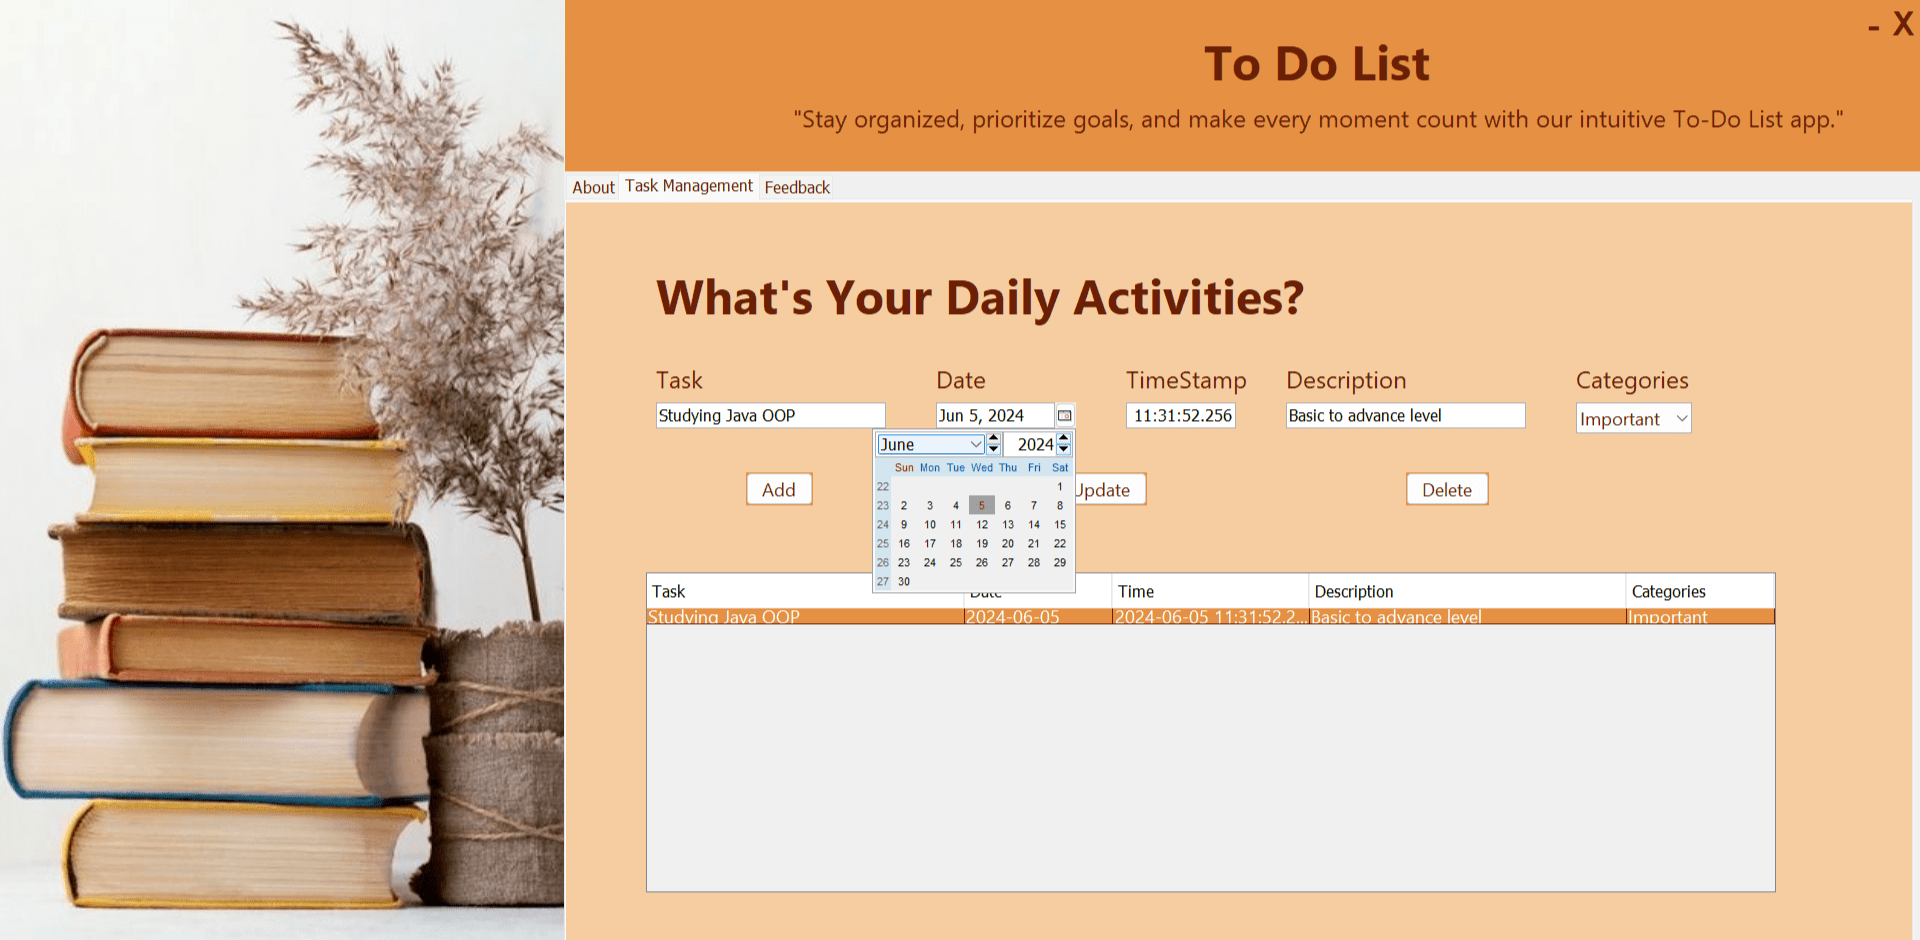 - X
To Do List
"Stay organized, prioritize goals, and make every moment count with our intuitive To-Do List app."
About Task Management Feedback
What's Your Daily Activities?
Task Date TimeStamp Description Categories
Studying Java OOP Jun 5, 2024 11:31:52.256 Basic to advance level Important
June 2024
Sun Mon Tue Wed Thu Fri Sat
22 1
23 2 3 4 5 6 7 8
24 9 10 11 12 13 14 15
25 16 17 18 19 20 21 22
26 23 24 25 26 27 28 29
27 30
Add Update Delete
Task Date Time Description Categories
Studying Java OOP 2024-06-05 2024-06-05 11:31:52.2... Basic to advance level Important